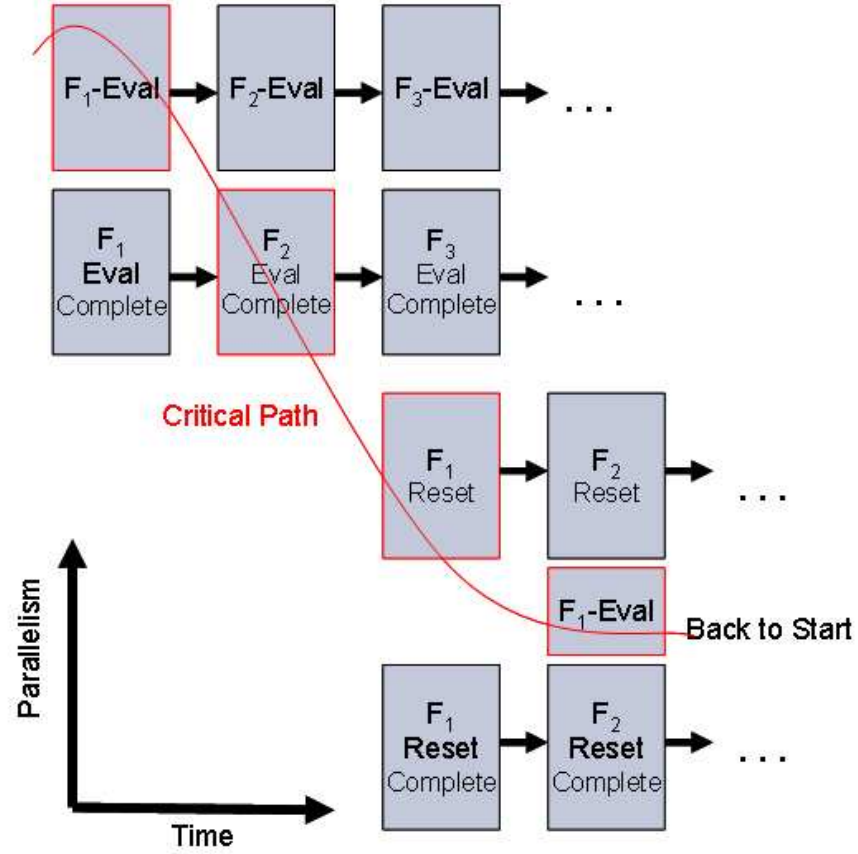 F₁-Eval F₂-Eval F₃-Eval . . .
F₁ F₂ F₃
Eval Eval Eval
Complete Complete Complete . . .
Critical Path
F₁ F₂
Reset Reset . . .
F₁-Eval Back to Start
Parallelism
F₁ F₂
Reset Reset . . .
Complete Complete
Time